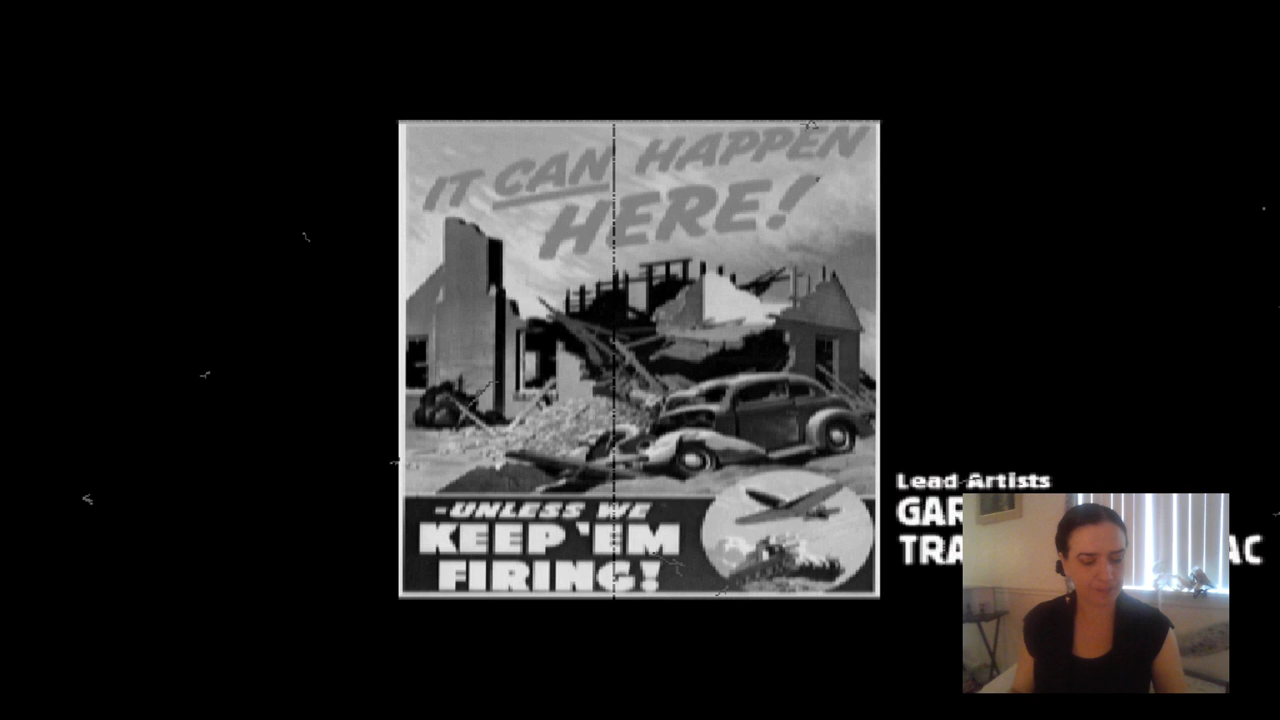 IT CAN HAPPEN
HERE!
-UNLESS WE
KEEP 'EM
FIRING!
Lead Artists